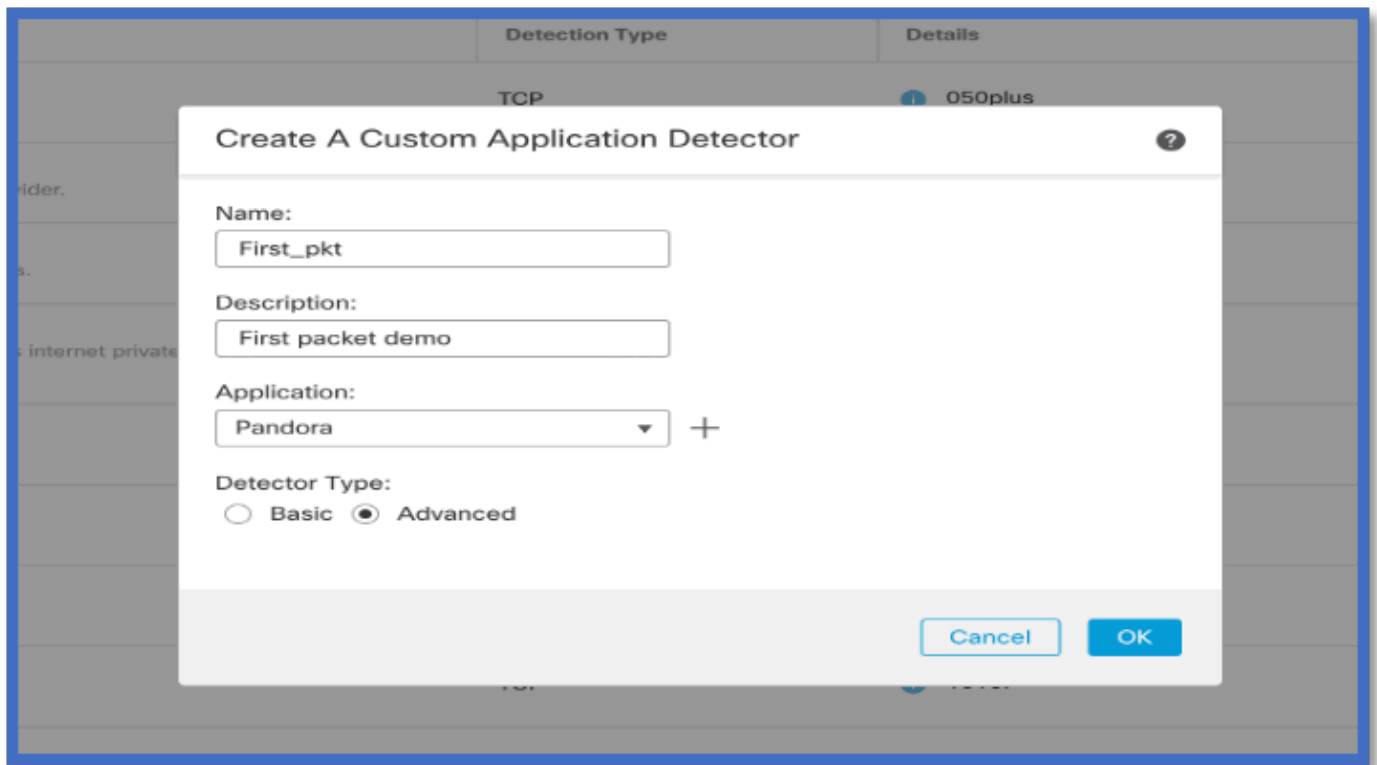 Detection Type Details
TCP 050plus
Create A Custom Application Detector
vider.
Name:
First_pkt
s.
Description:
First packet demo
s internet private
Application:
Pandora
Detector Type:
Basic Advanced
Cancel OK